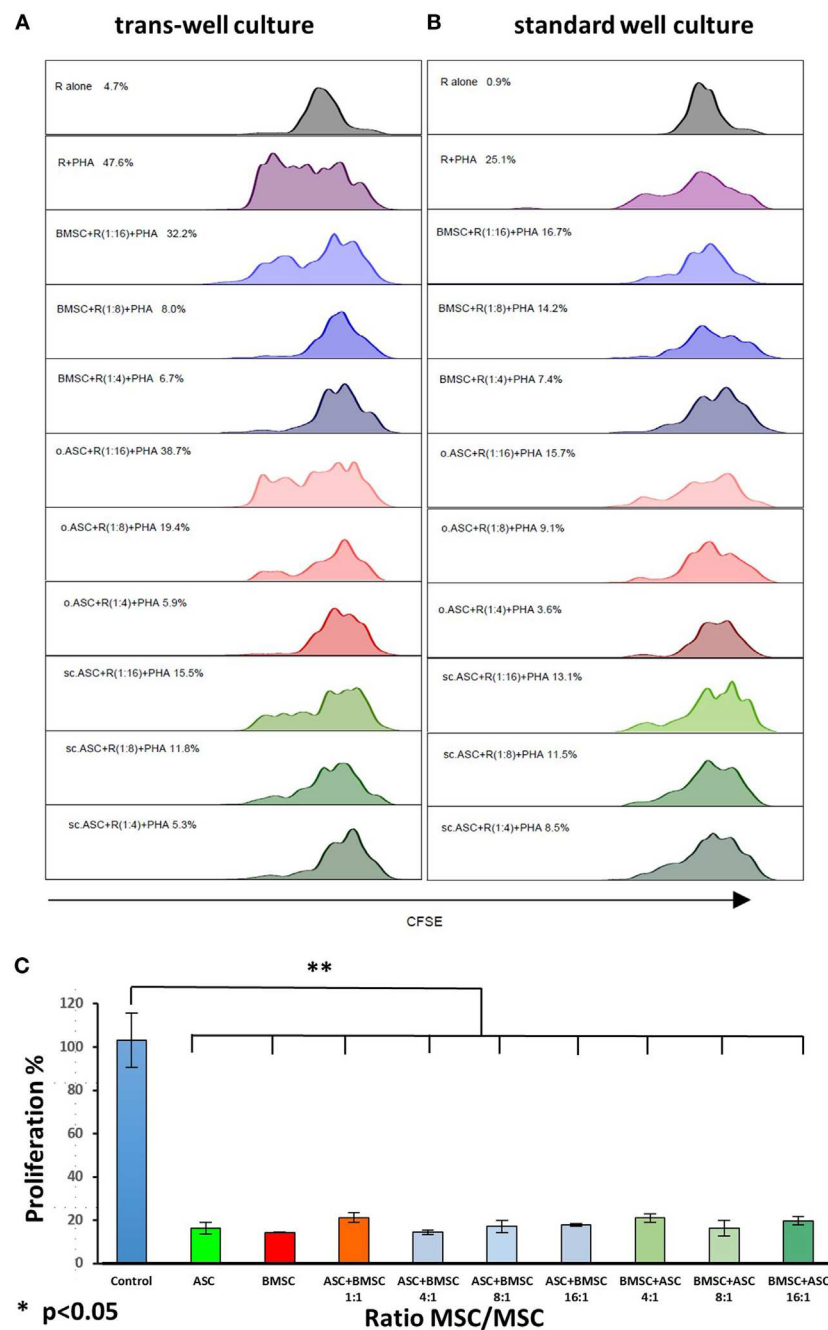 A trans-well culture
B standard well culture
R alone 4.7%
R+PHA 47.6%
BMSC+R(1:16)+PHA 32.2%
BMSC+R(1:8)+PHA 8.0%
BMSC+R(1:4)+PHA 6.7%
o.ASC+R(1:16)+PHA 38.7%
o.ASC+R(1:8)+PHA 19.4%
o.ASC+R(1:4)+PHA 5.9%
sc.ASC+R(1:16)+PHA 15.5%
sc.ASC+R(1:8)+PHA 11.8%
sc.ASC+R(1:4)+PHA 5.3%
R alone 0.9%
R+PHA 25.1%
BMSC+R(1:16)+PHA 16.7%
BMSC+R(1:8)+PHA 14.2%
BMSC+R(1:4)+PHA 7.4%
o.ASC+R(1:16)+PHA 15.7%
o.ASC+R(1:8)+PHA 9.1%
o.ASC+R(1:4)+PHA 3.6%
sc.ASC+R(1:16)+PHA 13.1%
sc.ASC+R(1:8)+PHA 11.5%
sc.ASC+R(1:4)+PHA 8.5%
CFSE
C
**
Proliferation %
120
100
80
60
40
20
0
Control ASC BMSC ASC+BMSC ASC+BMSC ASC+BMSC ASC+BMSC BMSC+ASC BMSC+ASC BMSC+ASC
1:1 4:1 8:1 16:1 4:1 8:1 16:1
* p<0.05 Ratio MSC/MSC